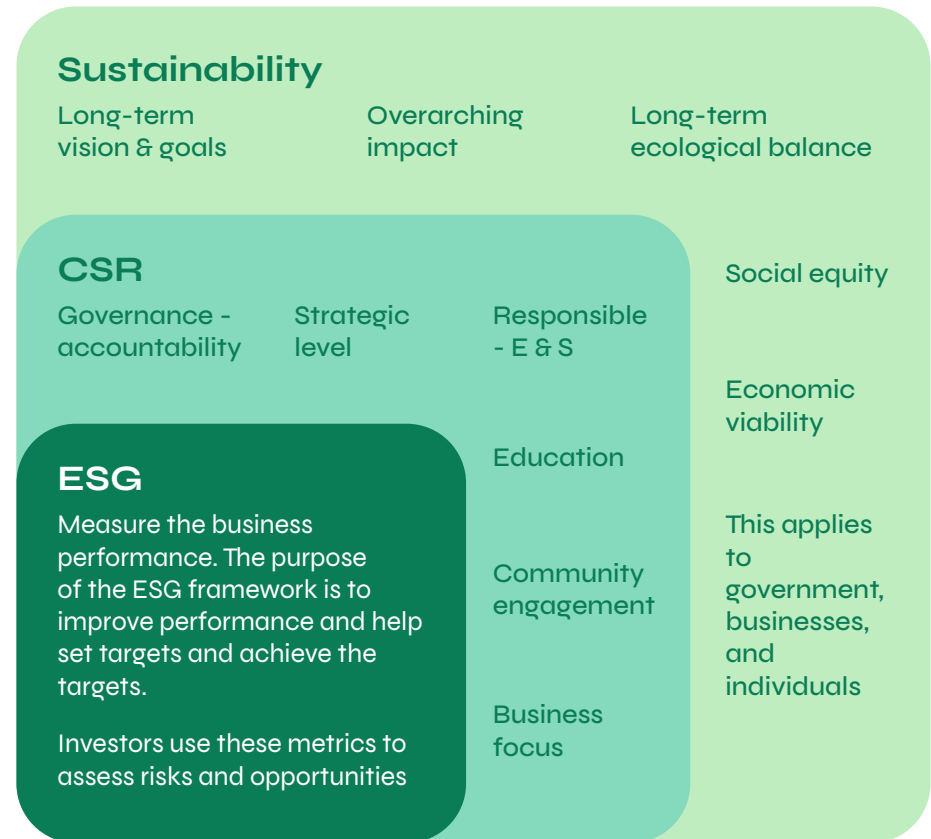 Sustainability
Long-term
vision & goals
Overarching
impact
Long-term
ecological balance
CSR
Governance -
accountability
Strategic
level
Responsible
- E & S
Social equity
Economic
viability
This applies
to
government,
businesses,
and
individuals
Education
Community
engagement
Business
focus
ESG
Measure the business
performance. The purpose
of the ESG framework is to
improve performance and help
set targets and achieve the
targets.
Investors use these metrics to
assess risks and opportunities